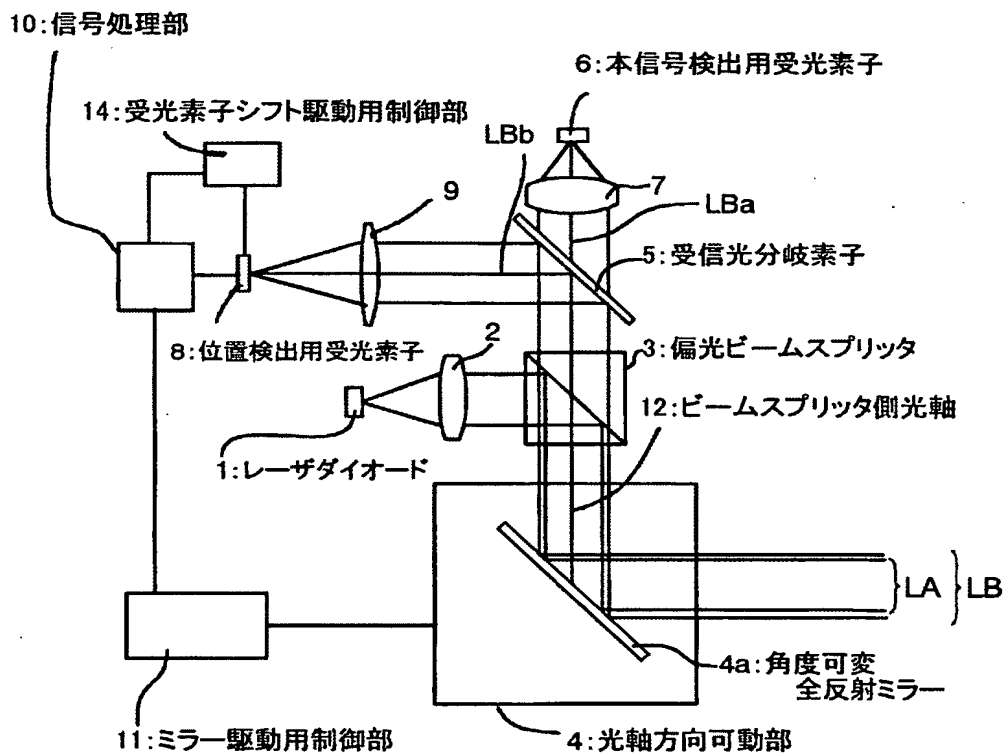 10:信号処理部
6:本信号検出用受光素子
14:受光素子シフト駆動用制御部
LBb
9
7
LBa
5:受信光分岐素子
8:位置検出用受光素子
2
3:偏光ビームスプリッタ
12:ビームスプリッタ側光軸
1:レーザダイオード
LA
LB
4a:角度可変
全反射ミラー
11:ミラー駆動用制御部
4:光軸方向可動部